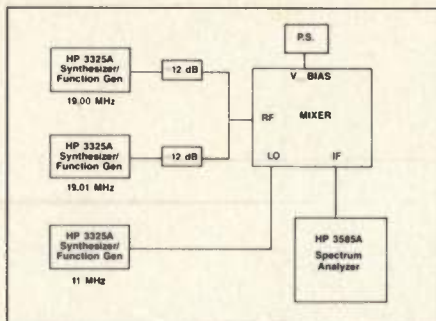 P.S.
HP 3325A
Synthesizer/
Function Gen
12 dB
19.00 MHz
V BIAS
MIXER
RF
LO
IF
HP 3325A
Synthesizer/
Function Gen
12 dB
19.01 MHz
HP 3325A
Synthesizer/
Function Gen
11 MHz
HP 3585A
Spectrum
Analyzer